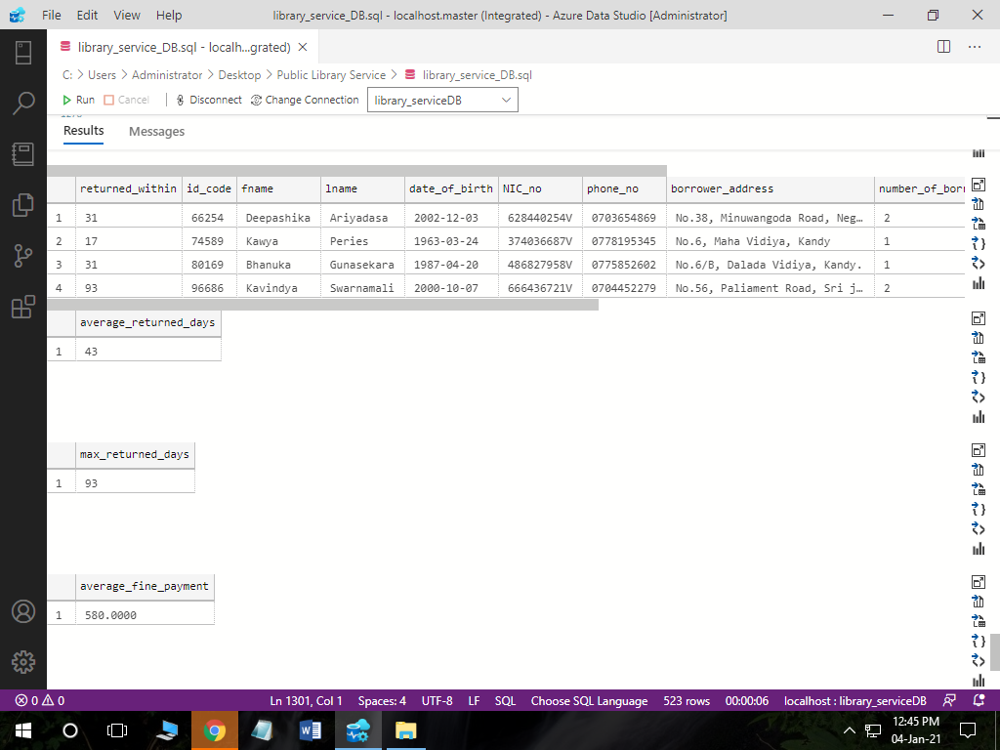 File Edit View Help library_service_DB.sql - localhost.master (Integrated) - Azure Data Studio [Administrator]
library_service_DB.sql - localh...grated)
C: > Users > Administrator > Desktop > Public Library Service > library_service_DB.sql
Run Cancel Disconnect Change Connection library_serviceDB
Results Messages
returned_within id_code fname lname date_of_birth NIC_no phone_no borrower_address number_of_borr
1 31 66254 Deepashika Ariyadasa 2002-12-03 628440254V 0703654869 No.38, Minuwangoda Road, Neg… 2
2 17 74589 Kawya Peries 1963-03-24 374036687V 0778195345 No.6, Maha Vidiya, Kandy 1
3 31 80169 Bhanuka Gunasekara 1987-04-20 486827958V 0775852602 No.6/B, Dalada Vidiya, Kandy. 1
4 93 96686 Kavindya Swarnamali 2000-10-07 666436721V 0704452279 No.56, Paliament Road, Sri j… 2
average_returned_days
1 43
max_returned_days
1 93
average_fine_payment
1 580.0000
0 0 Ln 1301, Col 1 Spaces: 4 UTF-8 LF SQL Choose SQL Language 523 rows 00:00:06 localhost : library_serviceDB
12:45 PM
04-Jan-21